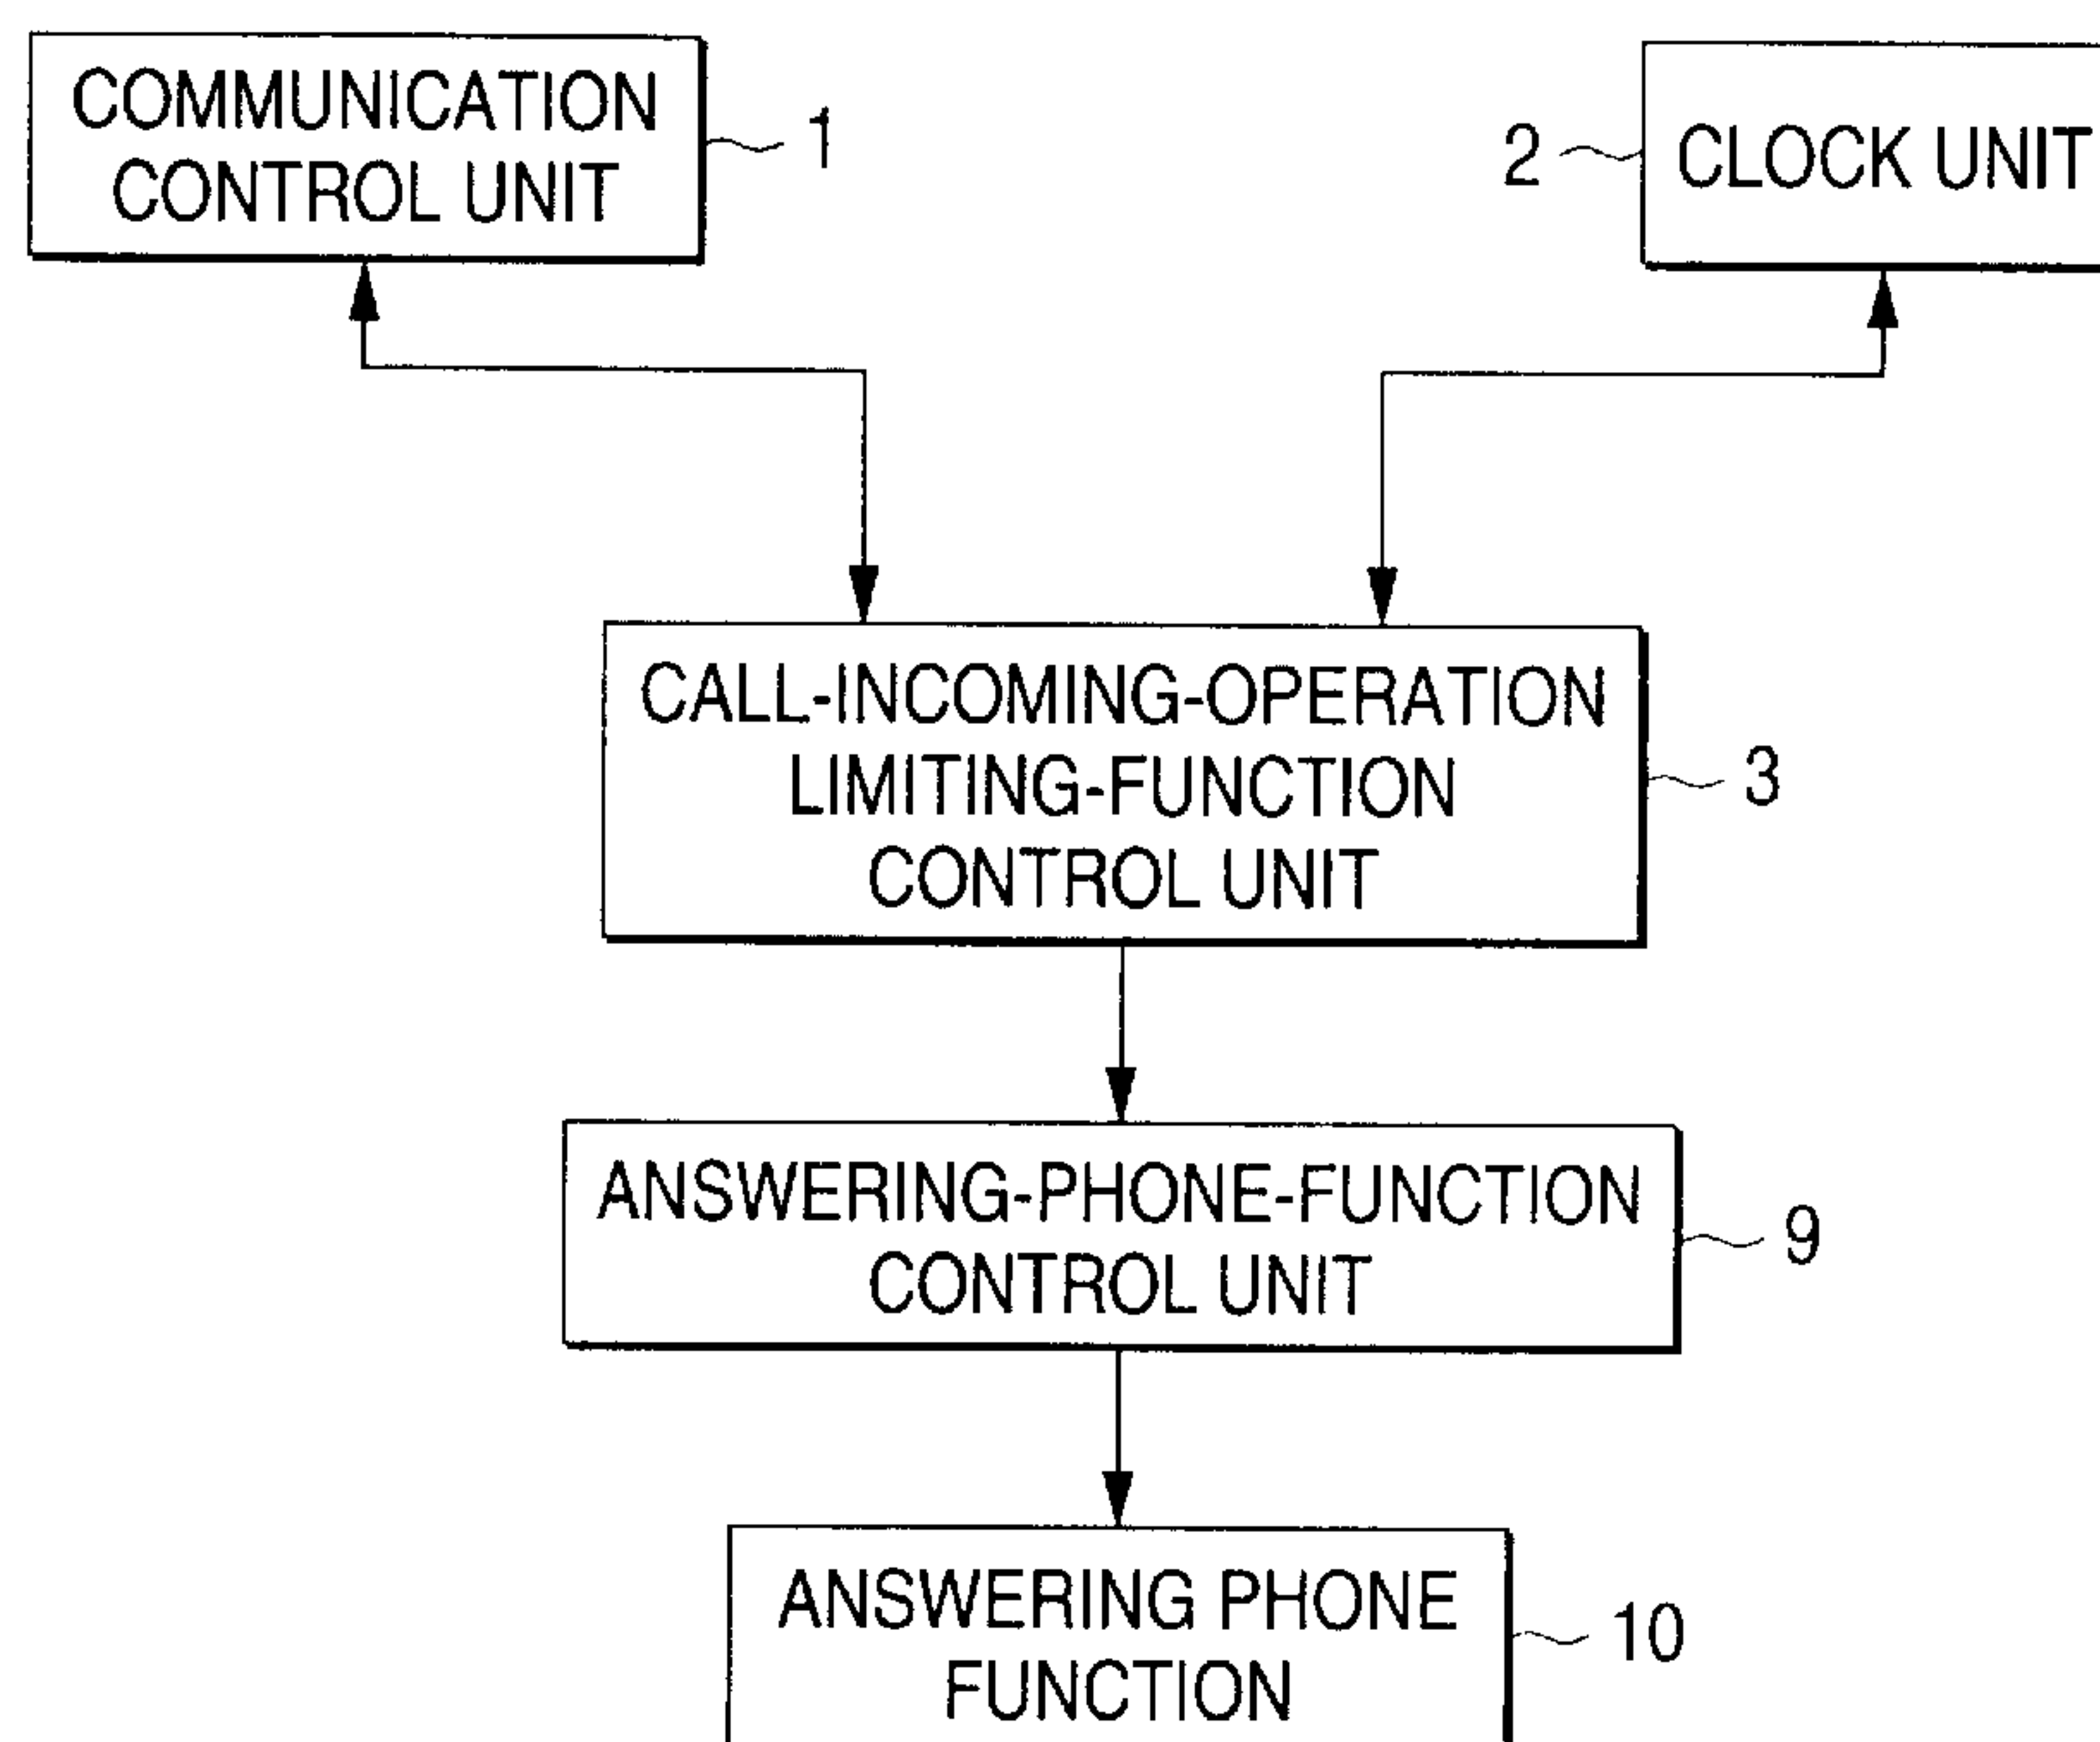 COMMUNICATION
CONTROL UNIT
1
2
CLOCK UNIT
CALL-INCOMING-OPERATION
LIMITING-FUNCTION
CONTROL UNIT
3
ANSWERING-PHONE-FUNCTION
CONTROL UNIT
9
ANSWERING PHONE
FUNCTION
10